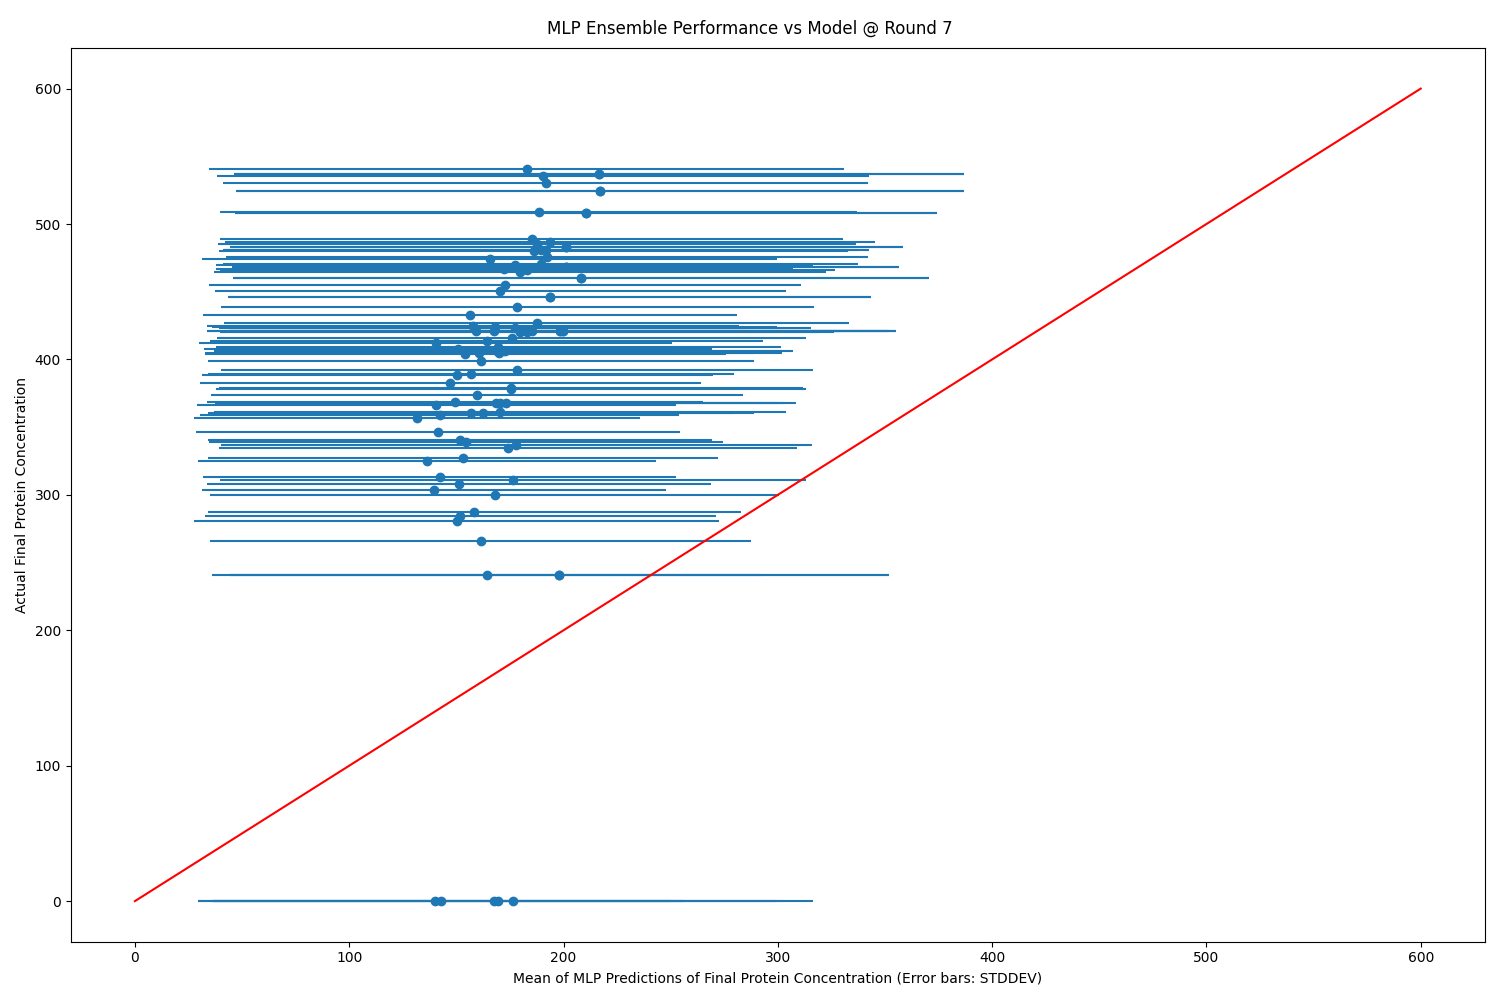 MLP Ensemble Performance vs Model @ Round 7
600
500
400
300
200
100
0
Actual Final Protein Concentration
0 100 200 300 400 500 600
Mean of MLP Predictions of Final Protein Concentration (Error bars: STDDEV)